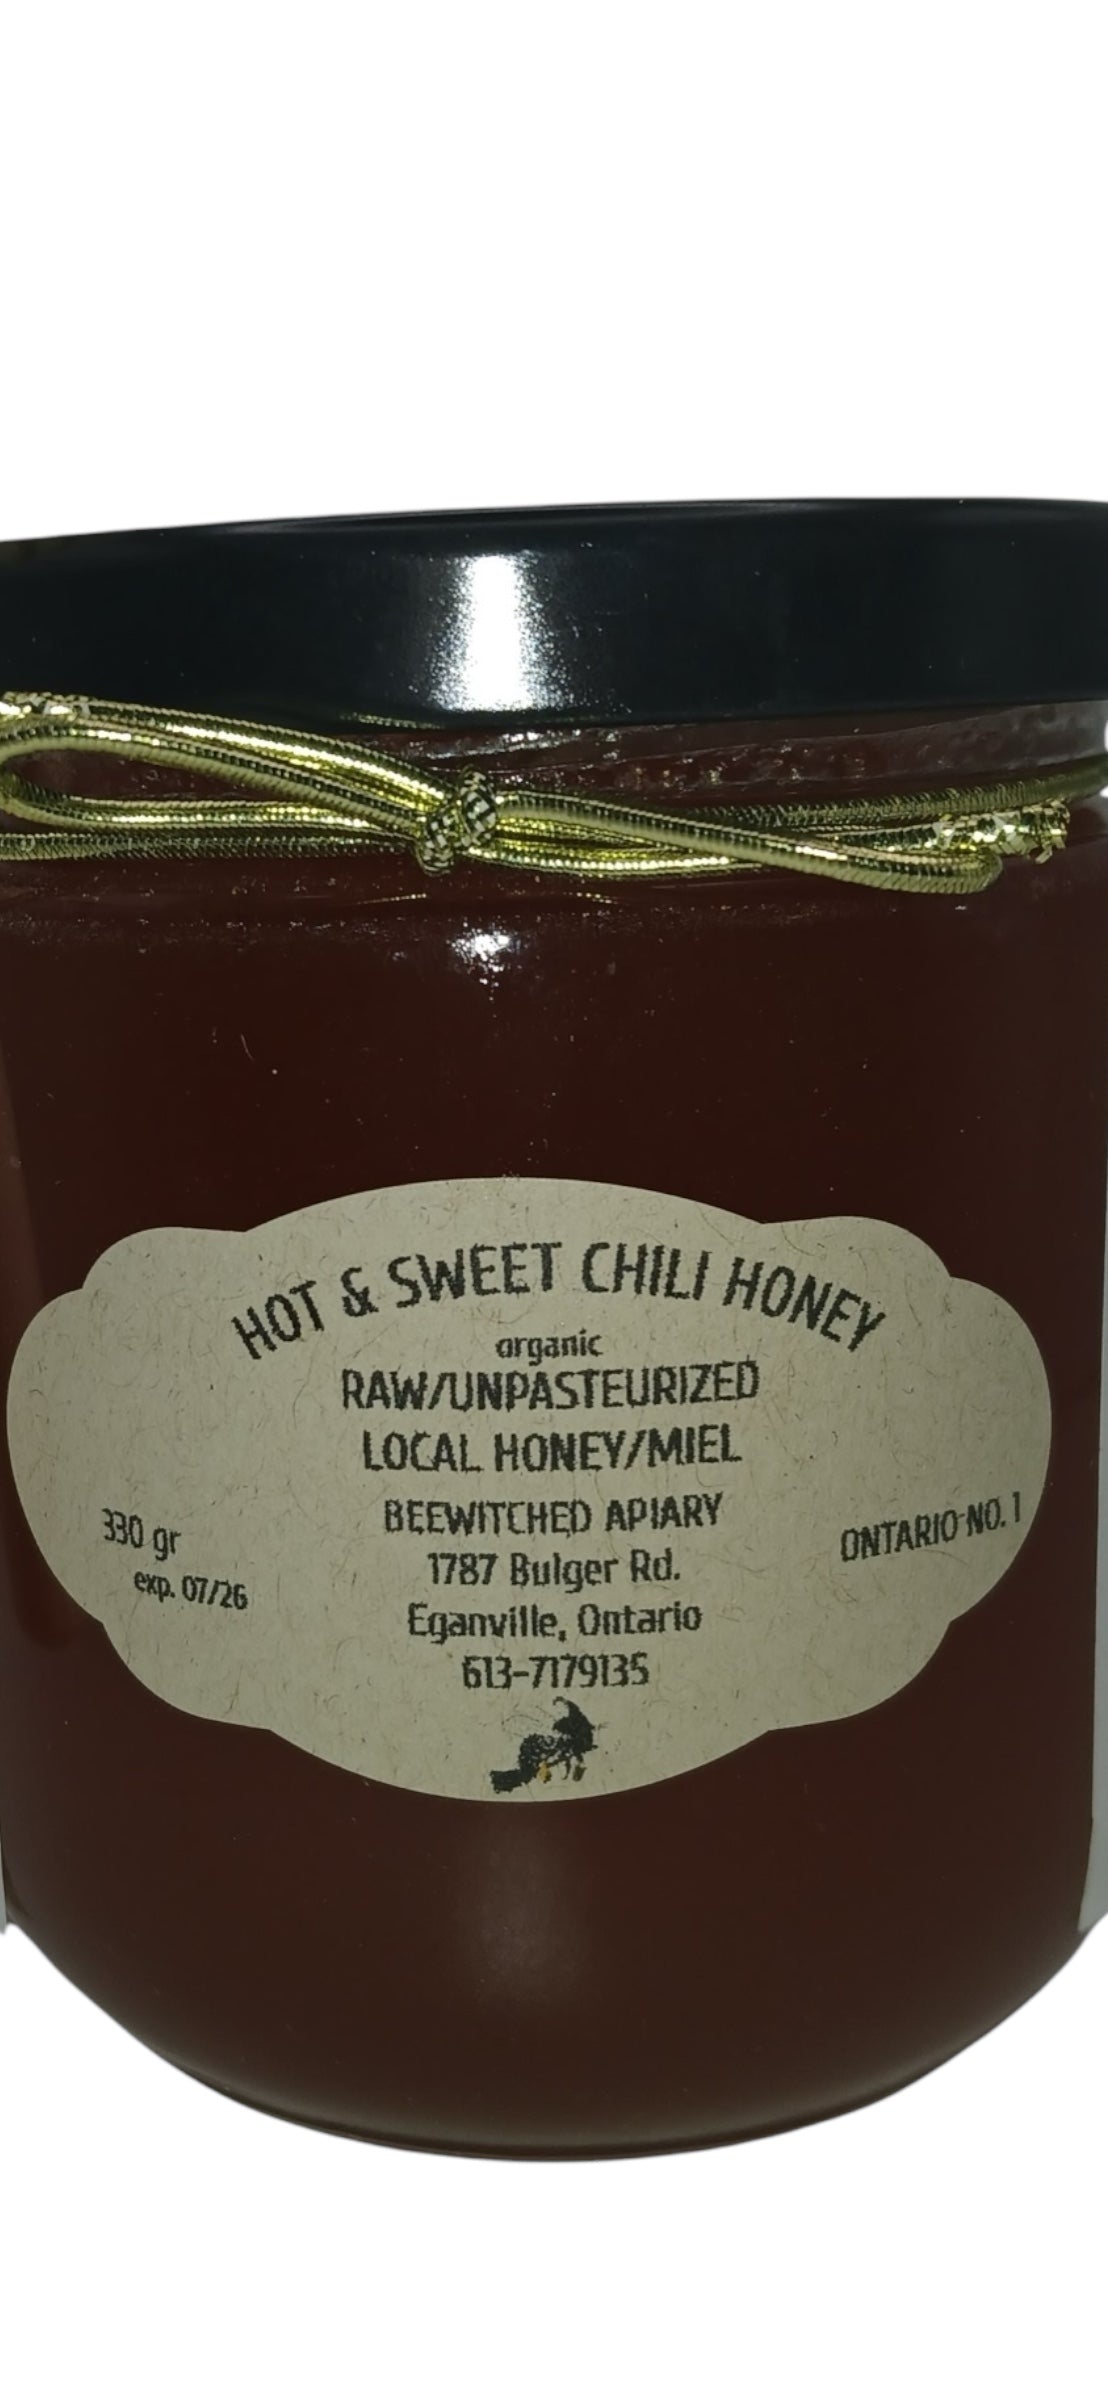 HOT & SWEET CHILI HONEY
organic
RAW/UNPASTEURIZED
LOCAL HONEY/MIEL
BEEWITCHED APIARY
1787 Bulger Rd.
Eganville, Ontario
613-7179135
330 gr
exp. 07/26
ONTARIO NO. 1